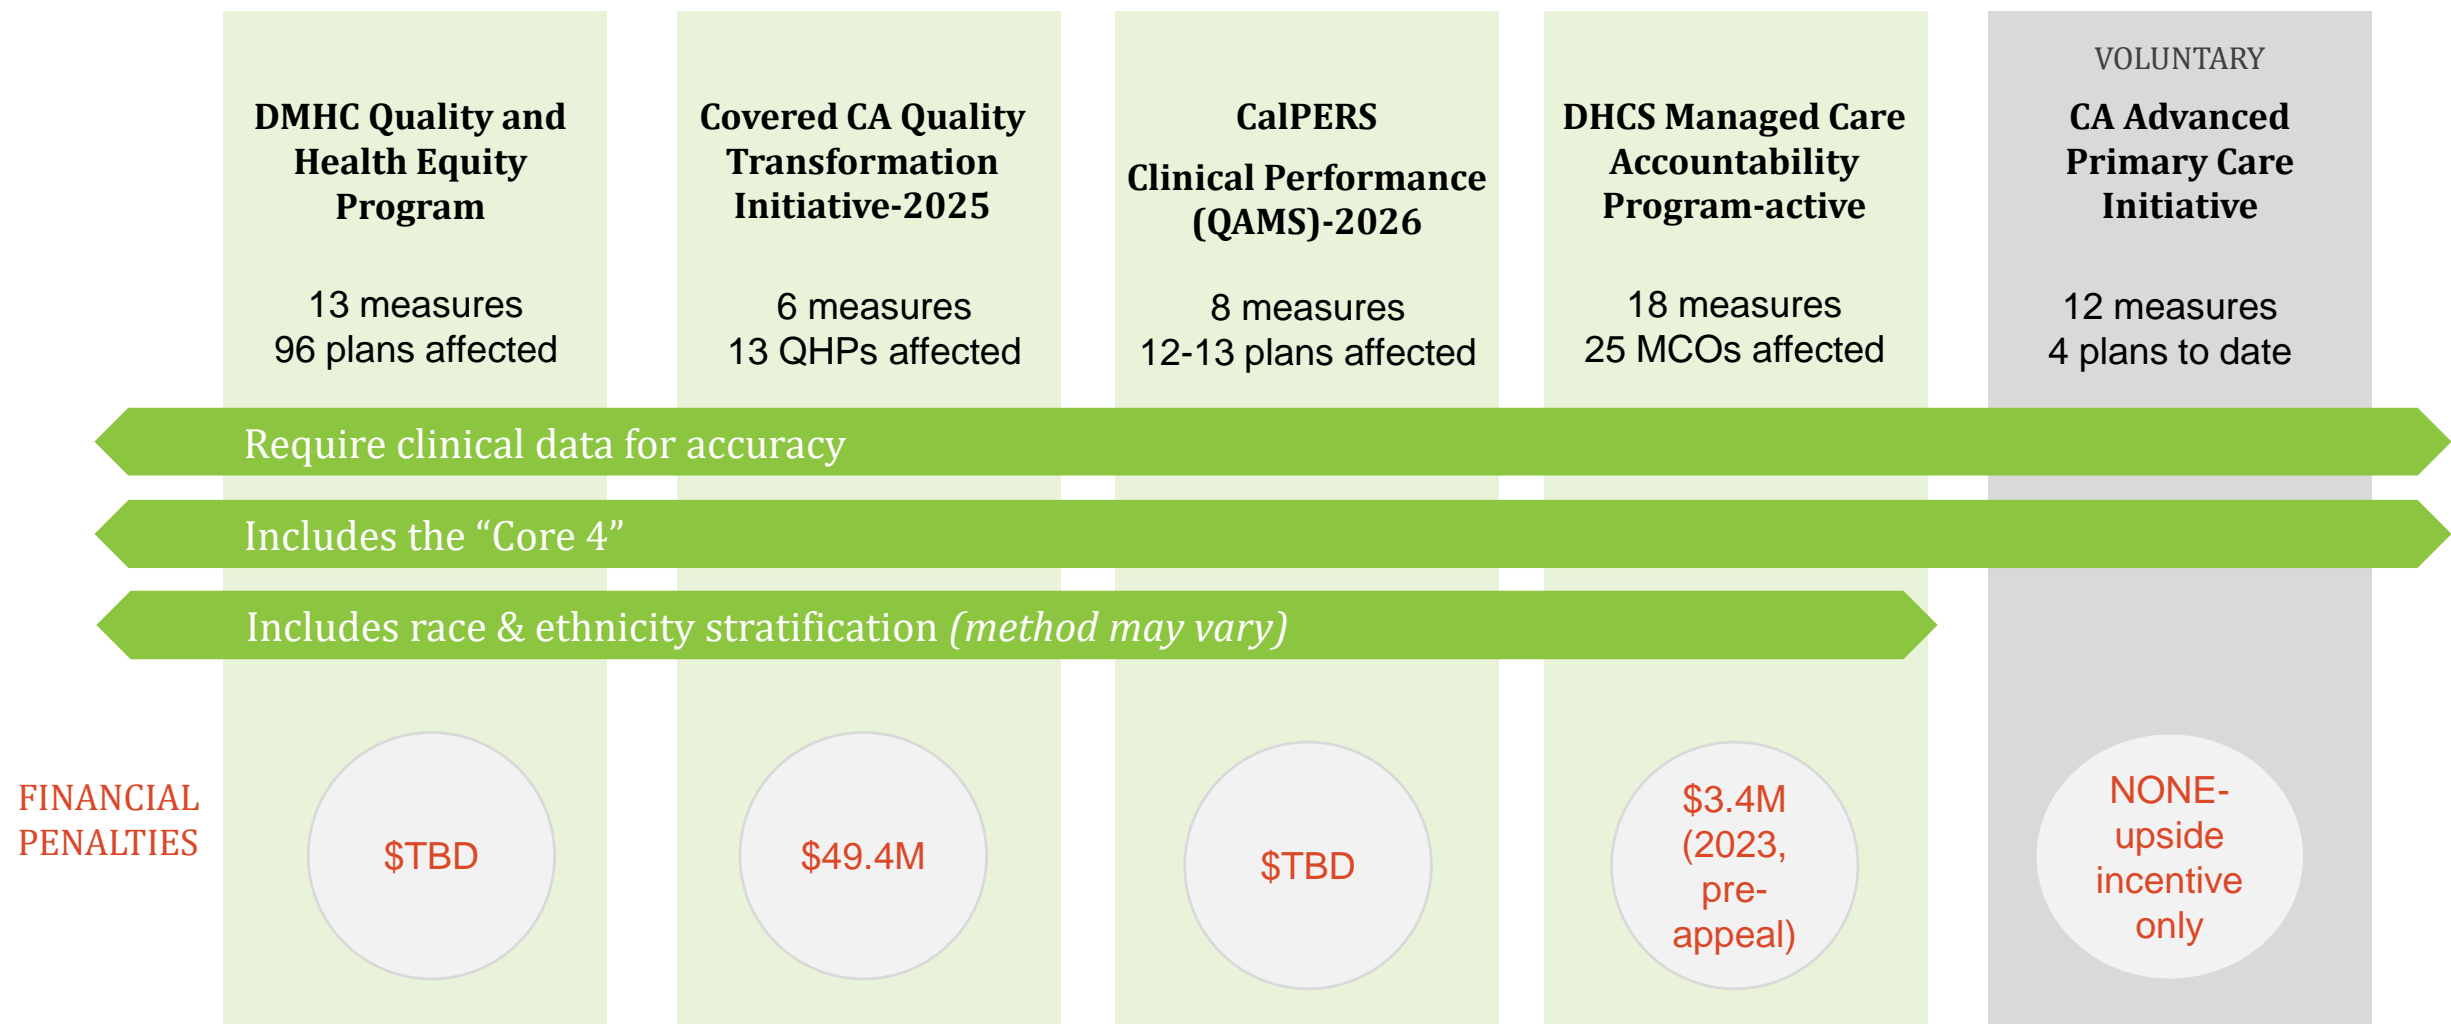 DMHC Quality and
Health Equity
Program
13 measures
96 plans affected
Covered CA Quality
Transformation
Initiative-2025
6 measures
13 QHPs affected
CalPERS
Clinical Performance
(QAMS)-2026
8 measures
12-13 plans affected
DHCS Managed Care
Accountability
Program-active
18 measures
25 MCOs affected
VOLUNTARY
CA Advanced
Primary Care
Initiative
12 measures
4 plans to date
Require clinical data for accuracy
Includes the “Core 4”
Includes race & ethnicity stratification (method may vary)
FINANCIAL
PENALTIES
$TBD
$49.4M
$TBD
$3.4M
(2023,
pre-
appeal)
NONE-
upside
incentive
only